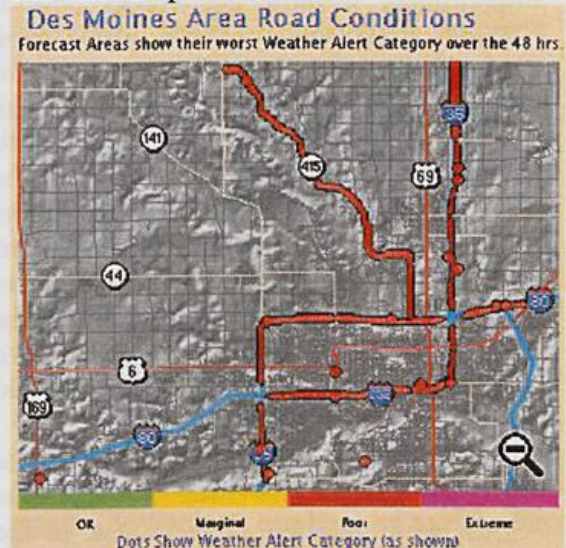 Des Moines Area Road Conditions
Forecast Areas show their worst Weather Alert Category over the 48 hrs.
141
415
35
69
44
80
6
169
80
OK Marginal Poor Extreme
Dots Show Weather Alert Category (as shown)